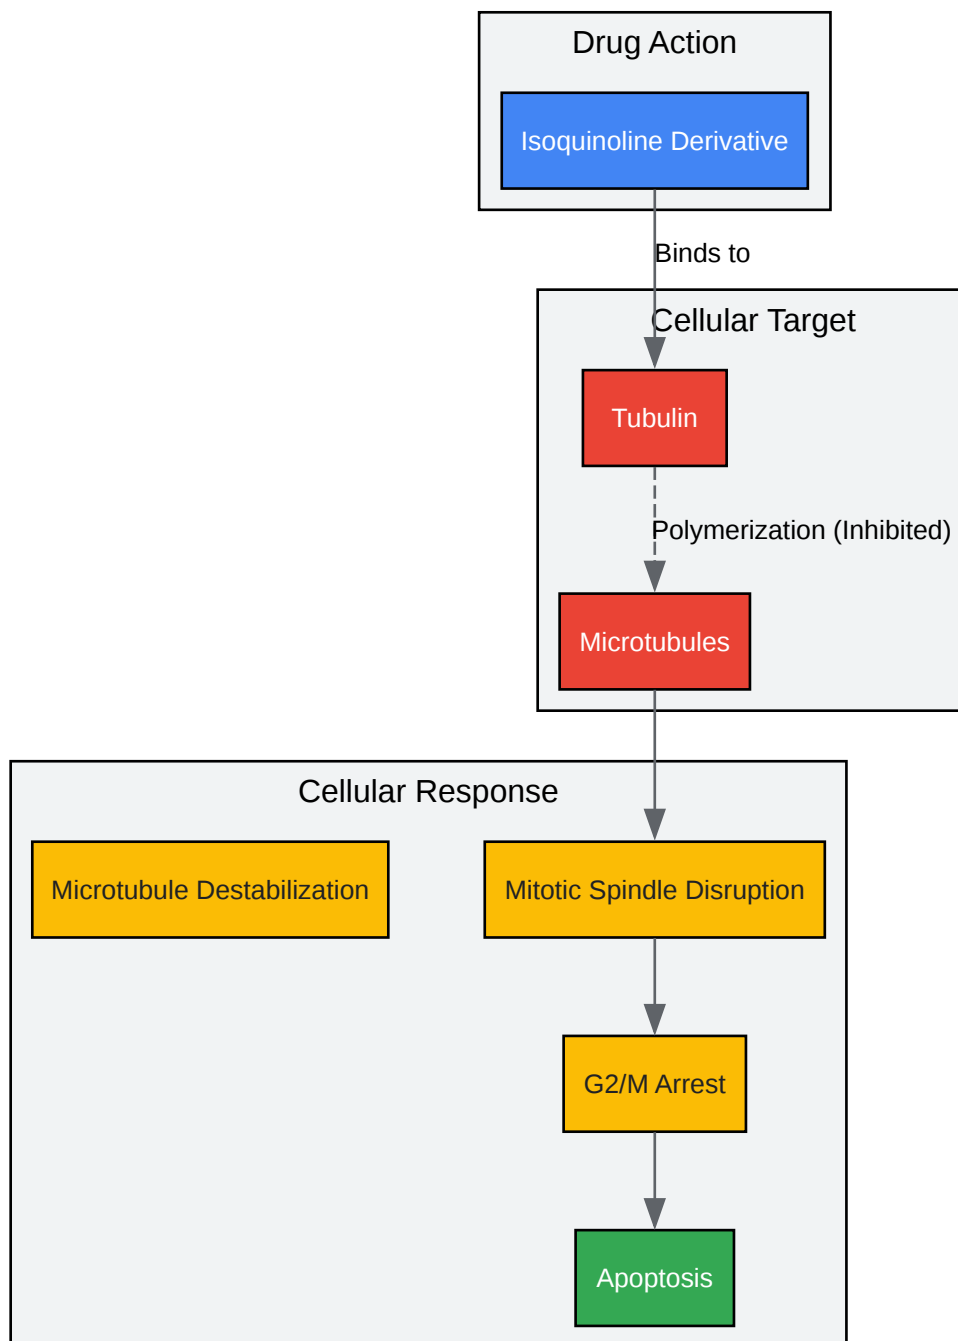 Drug Action
Isoquinoline Derivative
Binds to
Cellular Target
Tubulin
Polymerization (Inhibited)
Microtubules
Cellular Response
Microtubule Destabilization
Mitotic Spindle Disruption
G2/M Arrest
Apoptosis